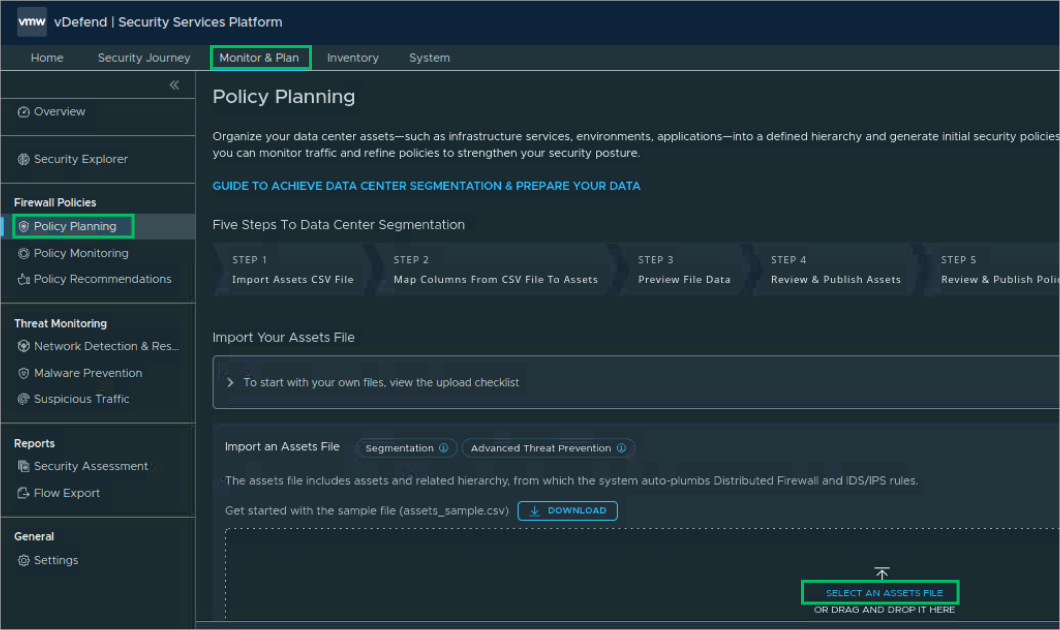 vmw vDefend | Security Services Platform
Home Security Journey Monitor & Plan Inventory System
«
Overview
Security Explorer
Firewall Policies
Policy Planning
Policy Monitoring
Policy Recommendations
Threat Monitoring
Network Detection & Res...
Malware Prevention
Suspicious Traffic
Reports
Security Assessment
Flow Export
General
Settings
Policy Planning
Organize your data center assets—such as infrastructure services, environments, applications—into a defined hierarchy and generate initial security policies
you can monitor traffic and refine policies to strengthen your security posture.
GUIDE TO ACHIEVE DATA CENTER SEGMENTATION & PREPARE YOUR DATA
Five Steps To Data Center Segmentation
STEP 1
Import Assets CSV File
STEP 2
Map Columns From CSV File To Assets
STEP 3
Preview File Data
STEP 4
Review & Publish Assets
STEP 5
Review & Publish Poli
Import Your Assets File
To start with your own files, view the upload checklist
Import an Assets File Segmentation Advanced Threat Prevention
The assets file includes assets and related hierarchy, from which the system auto-plumbs Distributed Firewall and IDS/IPS rules.
Get started with the sample file (assets_sample.csv) DOWNLOAD
SELECT AN ASSETS FILE
OR DRAG AND DROP IT HERE